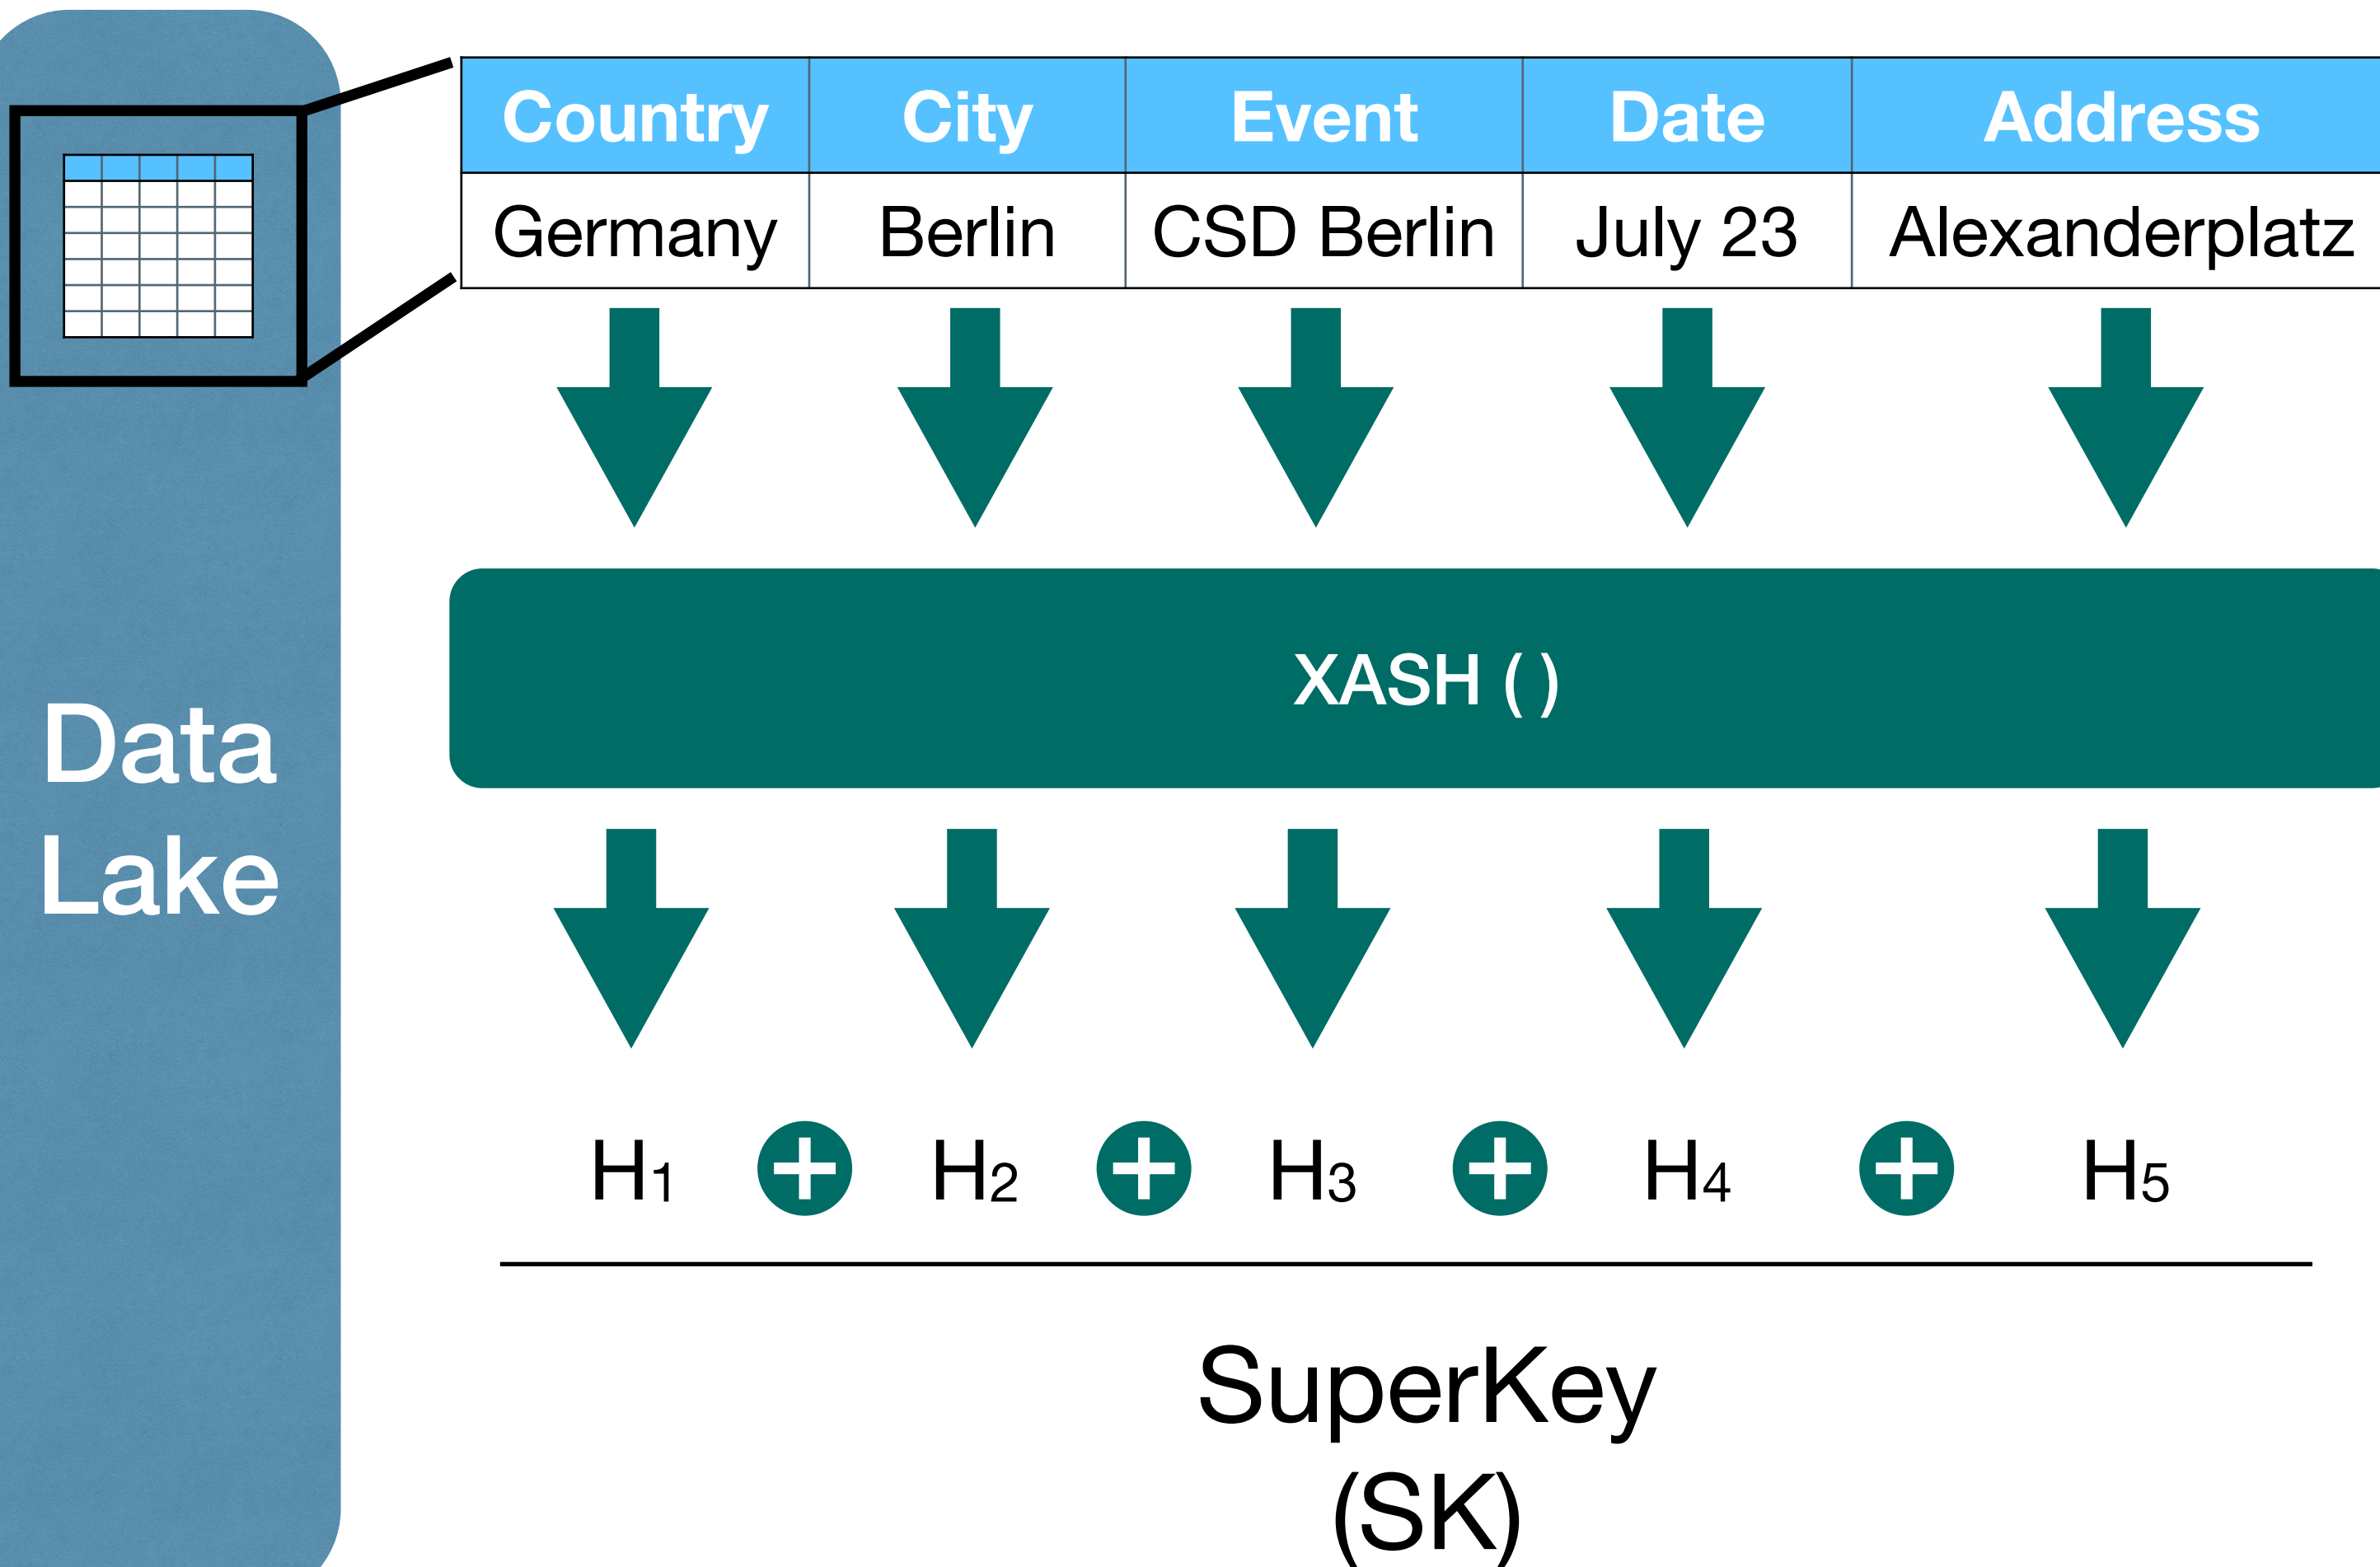 Country City Event Date Address
Germany Berlin CSD Berlin July 23 Alexanderplatz
XASH ( )
Data
Lake
H1 + H2 + H3 + H4 + H5
SuperKey
(SK)